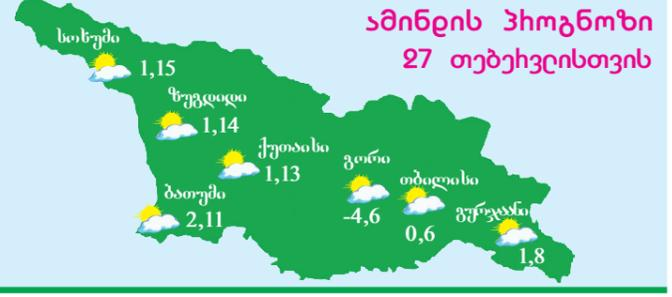 ამინდის პროგნოზი
27 თებერვლისთვის
სოხუმი
1,15
ზუგდიდი
1,14
ქუთაისი
1,13
ბათუმი
2,11
გორი
-4,6
თბილისი
0,6
გურჯაანი
1,8